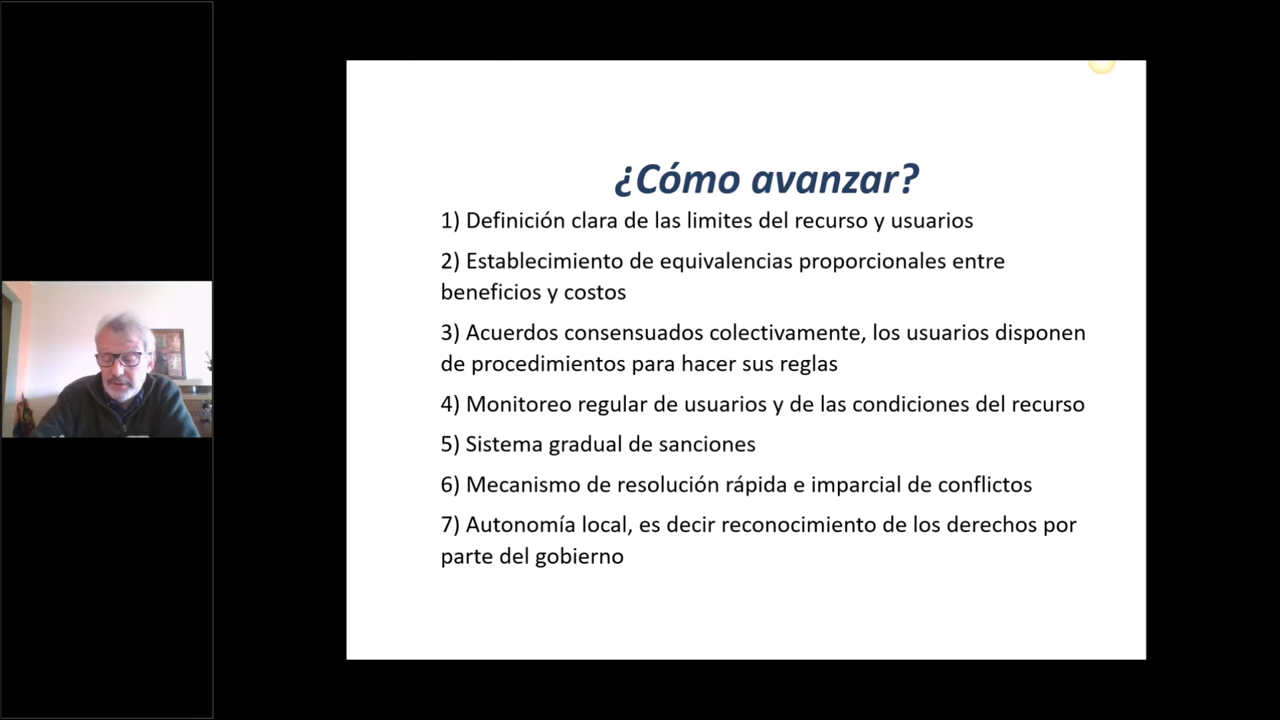 ¿Cómo avanzar?
1) Definición clara de las limites del recurso y usuarios
2) Establecimiento de equivalencias proporcionales entre
beneficios y costos
3) Acuerdos consensuados colectivamente, los usuarios disponen
de procedimientos para hacer sus reglas
4) Monitoreo regular de usuarios y de las condiciones del recurso
5) Sistema gradual de sanciones
6) Mecanismo de resolución rápida e imparcial de conflictos
7) Autonomía local, es decir reconocimiento de los derechos por
parte del gobierno